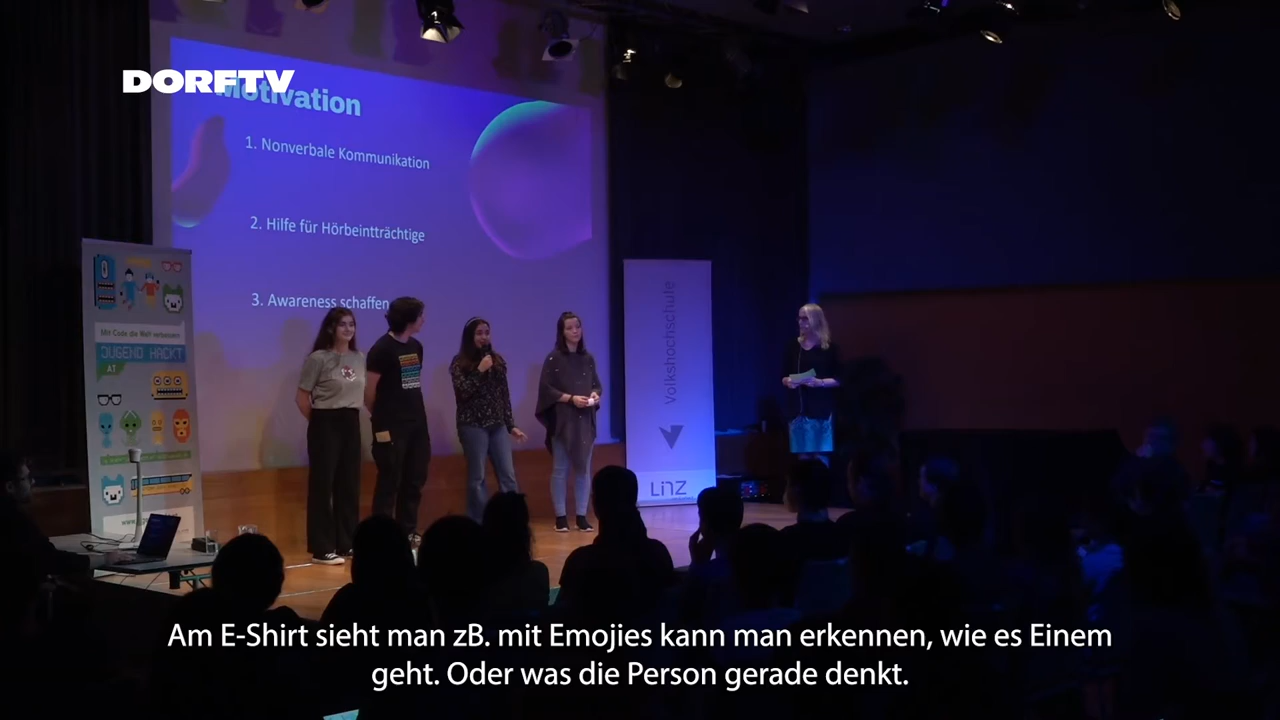 DORFTV
Motivation
1. Nonverbale Kommunikation
2. Hilfe für Hörbeintträchtige
3. Awareness schaffen
Mit Code die Welt verbessern
JUGEND HACKT
AT
Volkshochschule
LinZ
Am E-Shirt sieht man zB. mit Emojies kann man erkennen, wie es Einem
geht. Oder was die Person gerade denkt.